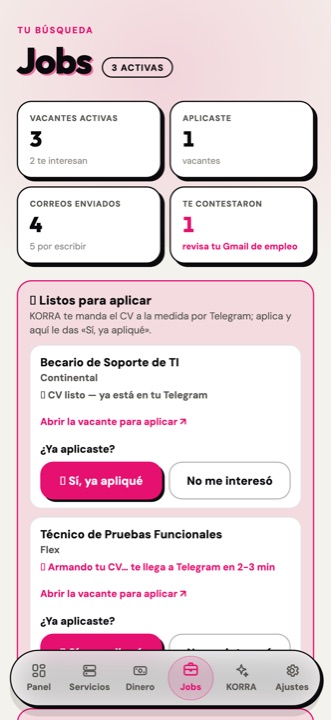 TU BÚSQUEDA
Jobs
3 ACTIVAS
VACANTES ACTIVAS
3
2 te interesan
APLICASTE
1
vacantes
CORREOS ENVIADOS
4
5 por escribir
TE CONTESTARON
1
revisa tu Gmail de empleo
Listos para aplicar
KORRA te manda el CV a la medida por Telegram; aplica y
aquí le das «Sí, ya apliqué».
Becario de Soporte de TI
Continental
CV listo — ya está en tu Telegram
Abrir la vacante para aplicar ↗
¿Ya aplicaste?
Sí, ya apliqué
No me interesó
Técnico de Pruebas Funcionales
Flex
Armando tu CV… te llega a Telegram en 2-3 min
Abrir la vacante para aplicar ↗
¿Ya aplicaste?
Panel
Servicios
Dinero
Jobs
KORRA
Ajustes